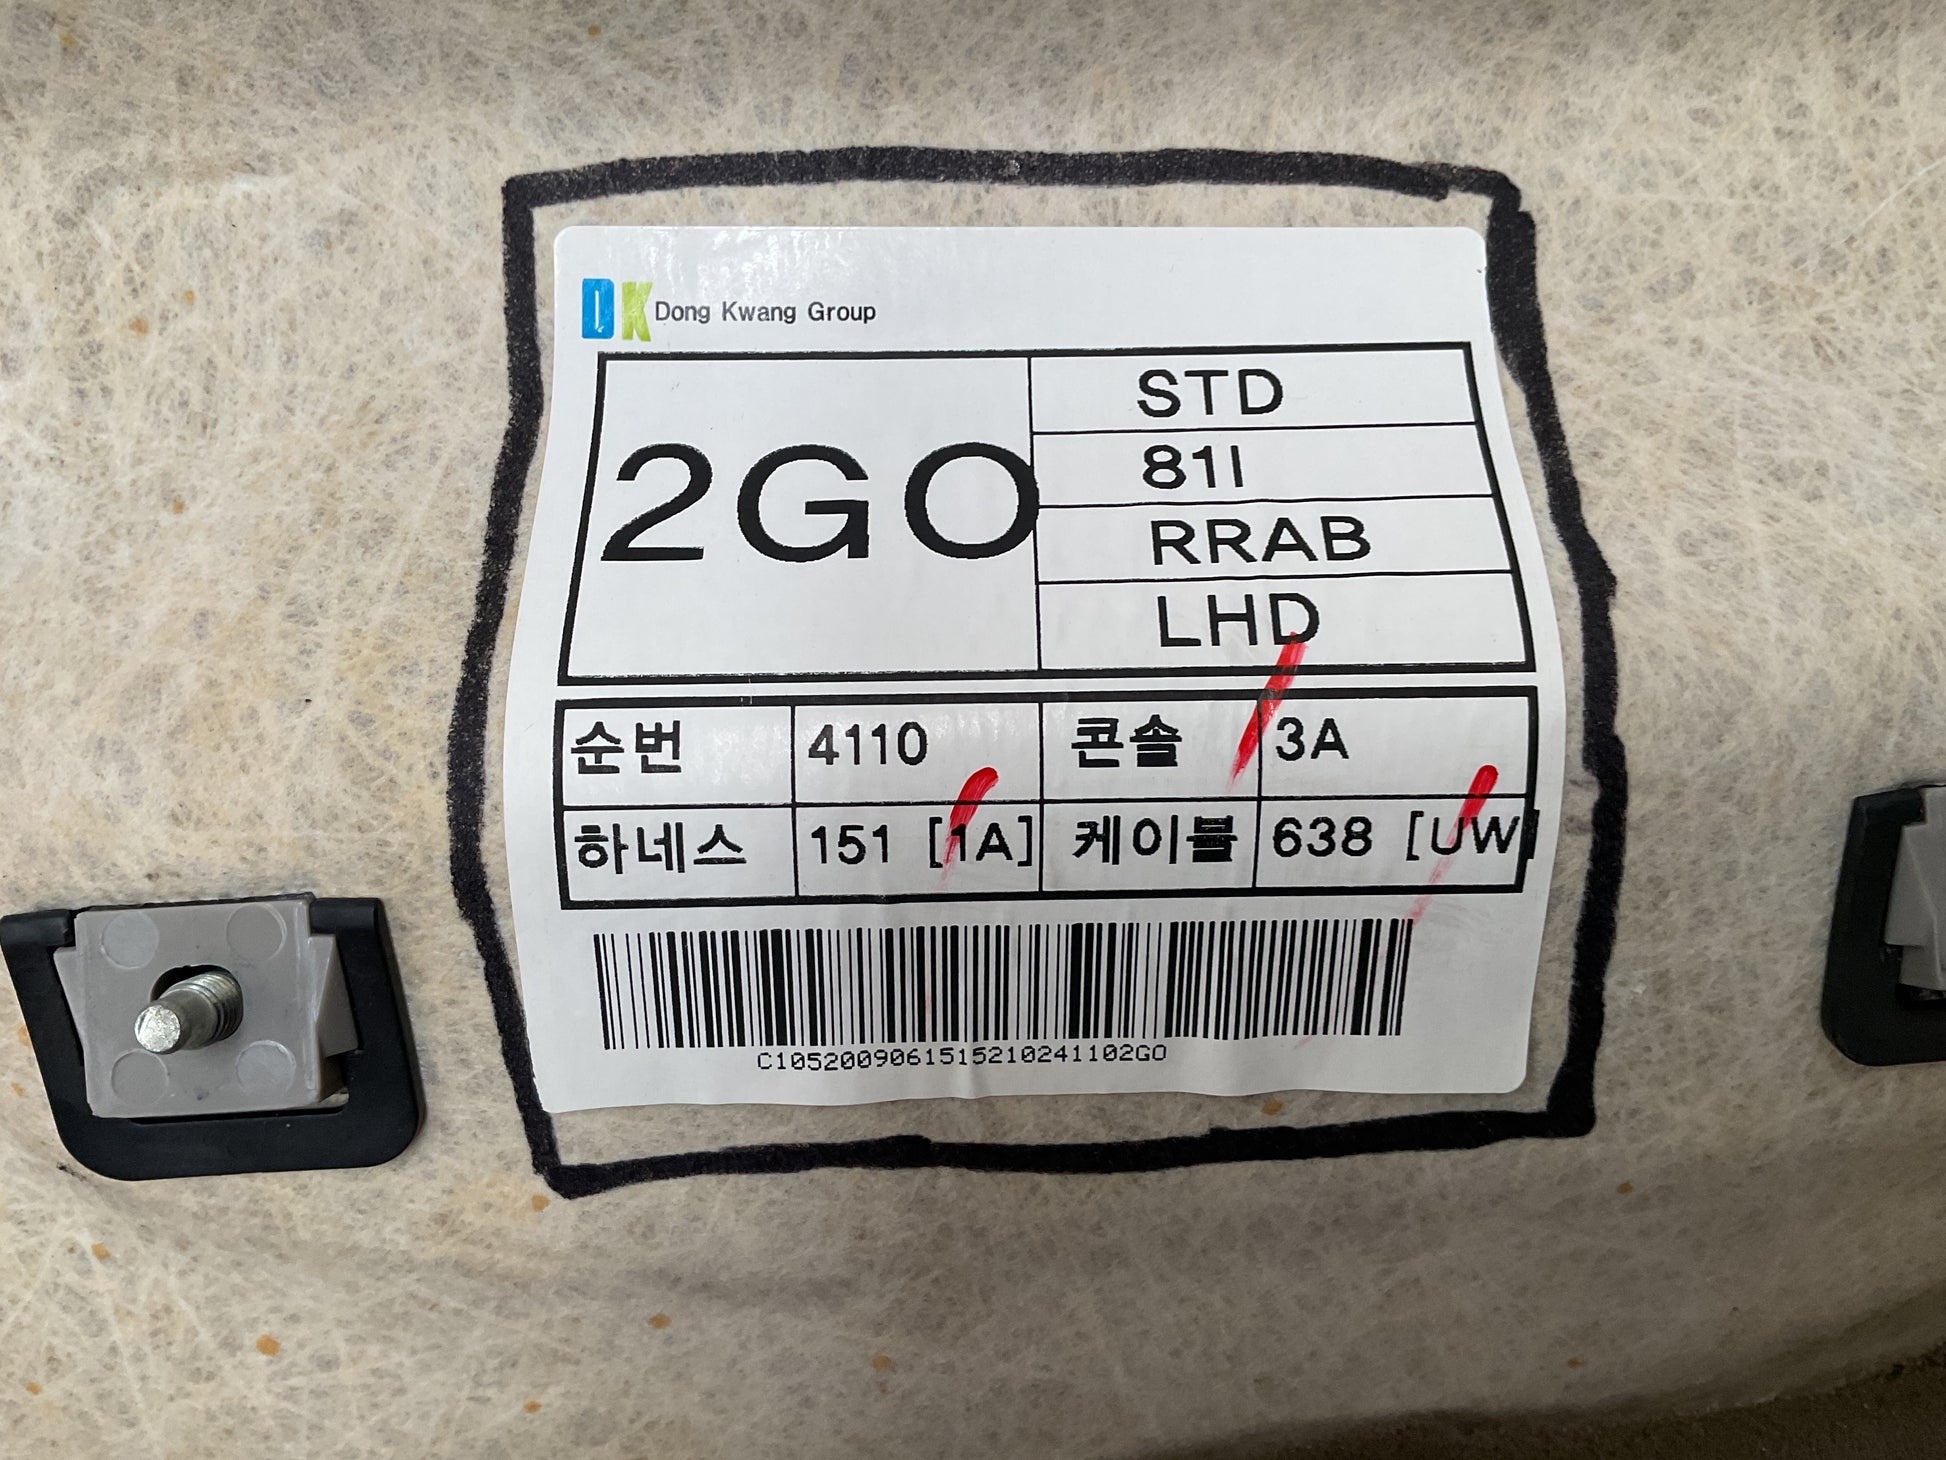 DK Dong Kwang Group
2GO
STD
81I
RRAB
LHD
순번 4110 콘솔 3A
하네스 151 [1A] 케이블 638 [UW]
C1052009061515210241102GO